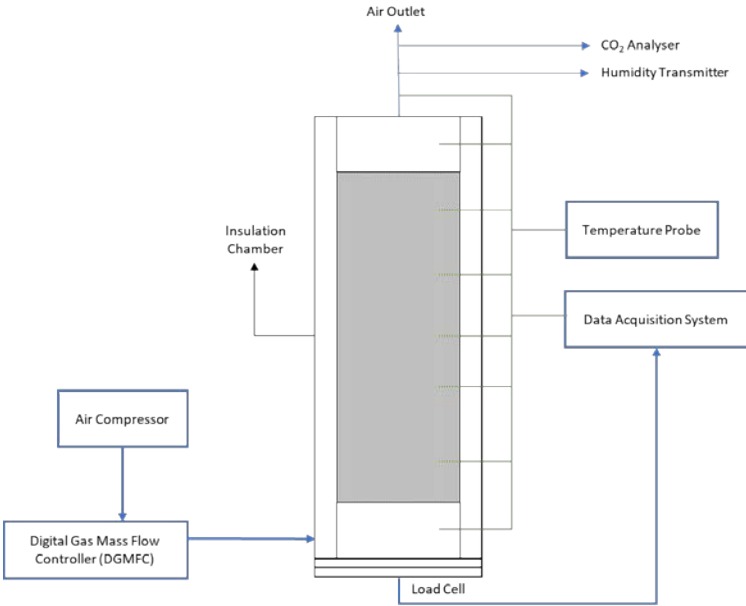 Air Outlet
CO₂ Analyser
Humidity Transmitter
Insulation
Chamber
Temperature Probe
Data Acquisition System
Air Compressor
Digital Gas Mass Flow
Controller (DGMFC)
Load Cell